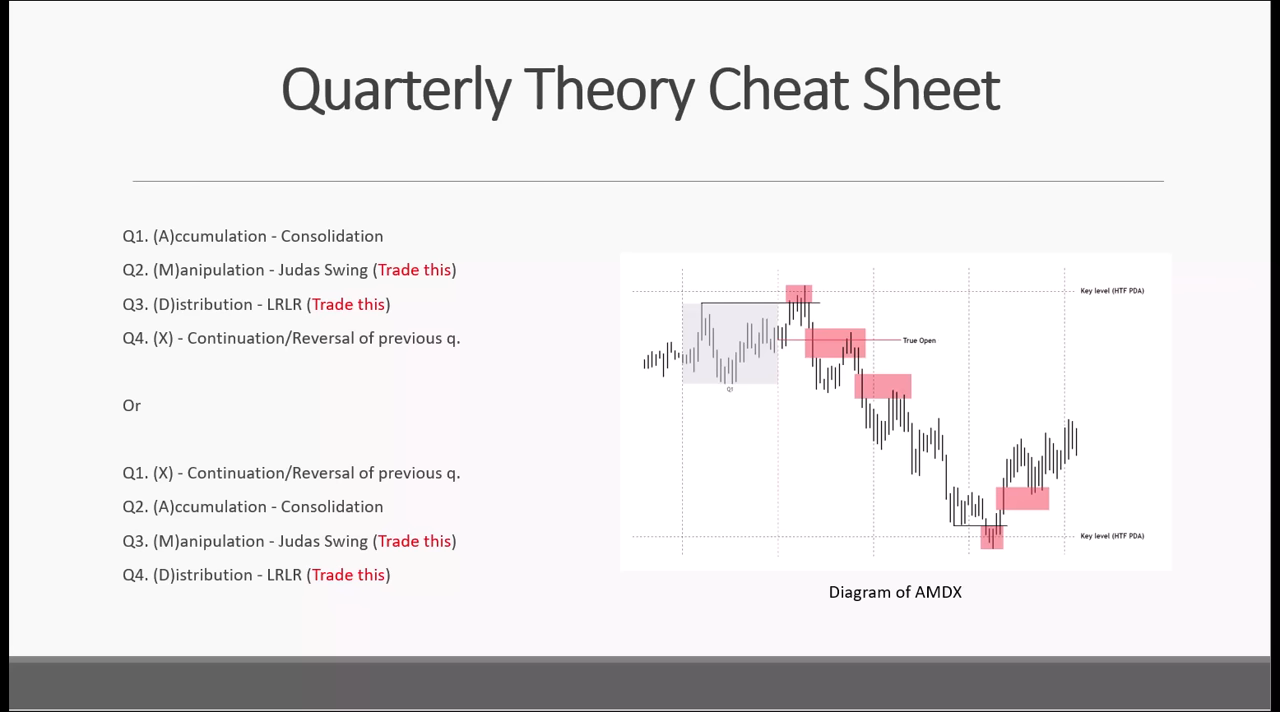 Quarterly Theory Cheat Sheet
Q1. (A)ccumulation - Consolidation
Q2. (M)anipulation - Judas Swing (Trade this)
Q3. (D)istribution - LRLR (Trade this)
Q4. (X) - Continuation/Reversal of previous q.
Or
Q1. (X) - Continuation/Reversal of previous q.
Q2. (A)ccumulation - Consolidation
Q3. (M)anipulation - Judas Swing (Trade this)
Q4. (D)istribution - LRLR (Trade this)
Key level (HTF PDA)
True Open
Key level (HTF PDA)
Diagram of AMDX